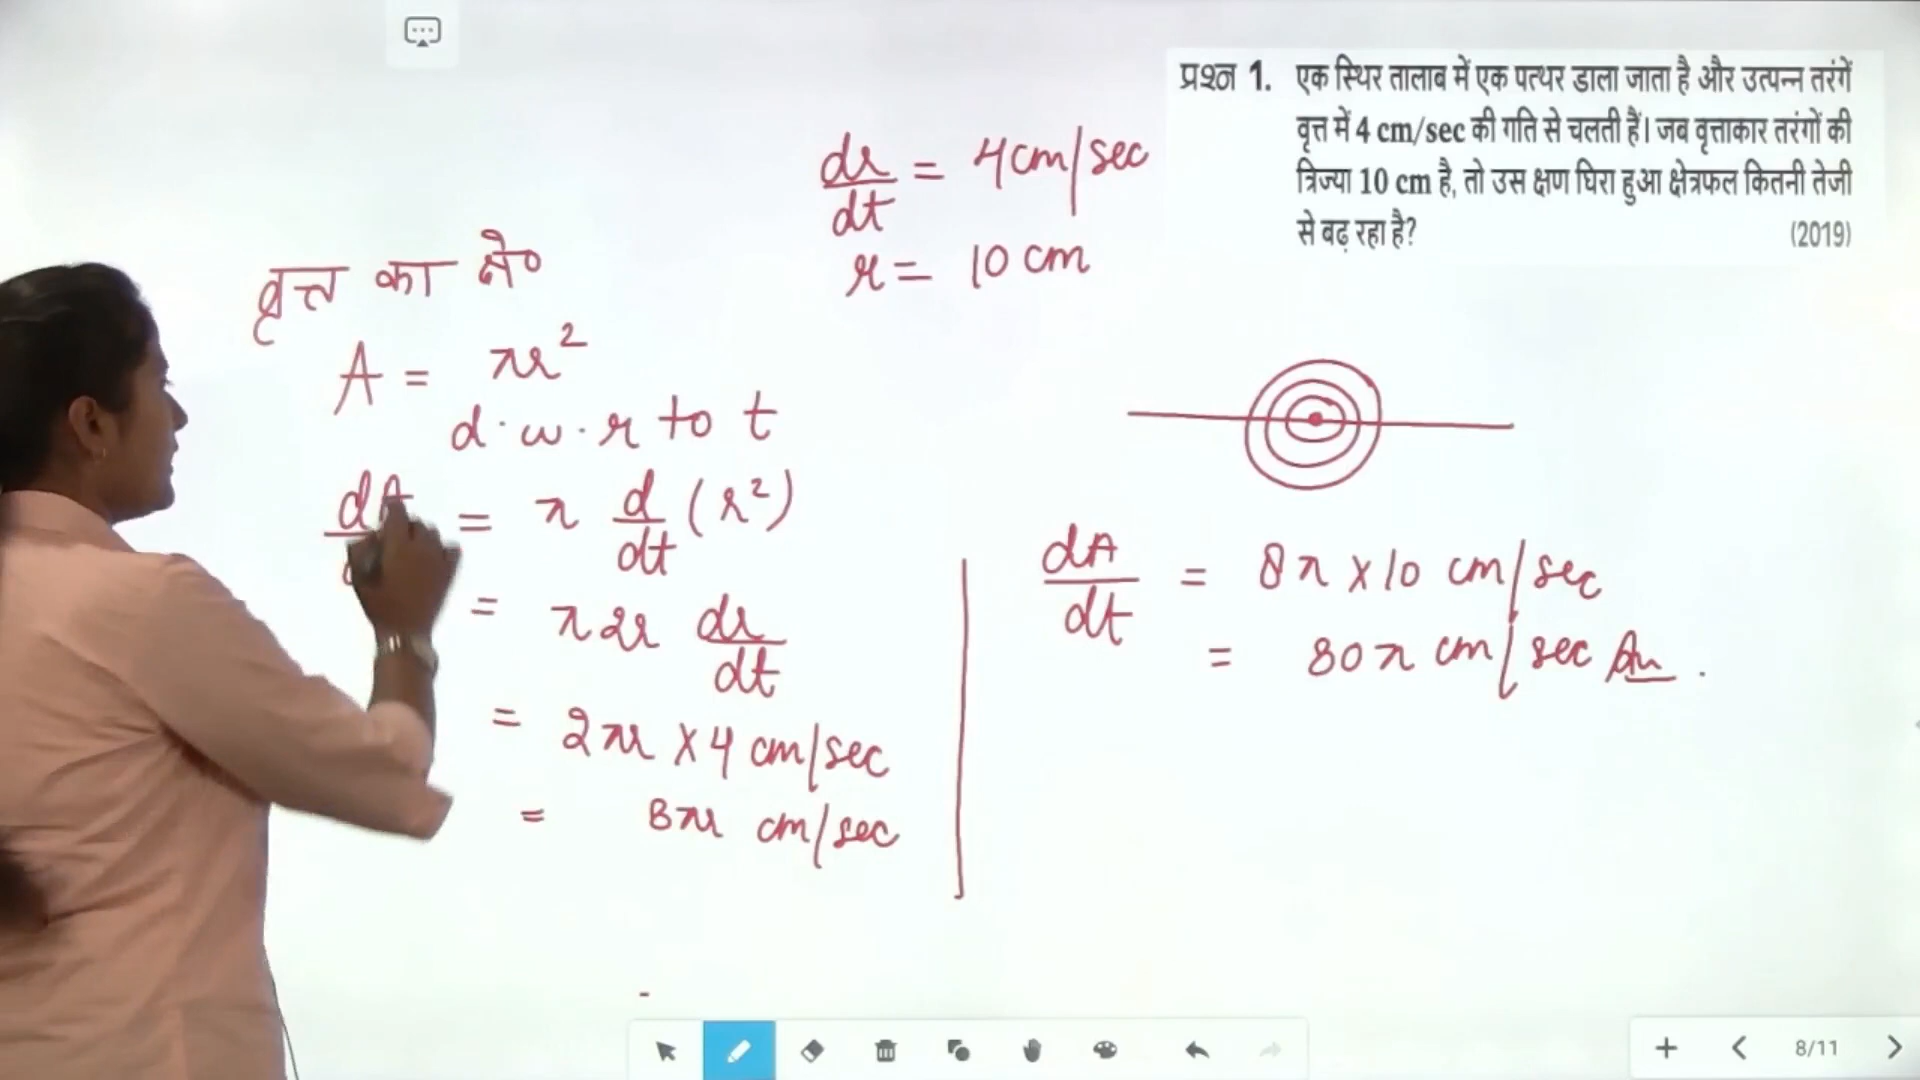 प्रश्न 1. एक स्थिर तालाब में एक पत्थर डाला जाता है और उत्पन्न तरंगें
वृत्त में 4 cm/sec की गति से चलती हैं। जब वृत्ताकार तरंगों की
त्रिज्या 10 cm है, तो उस क्षण घिरा हुआ क्षेत्रफल कितनी तेजी
से बढ़ रहा है? (2019)
dr/dt = 4 cm/sec
r = 10 cm
वृत्त का क्षे०
A = πr²
d.w.r to t
dA = π d/dt (r²)
= π2r dr/dt
= 2πr × 4 cm/sec
= 8πr cm/sec
dA/dt = 8π × 10 cm/sec
= 80π cm/sec Ans.
8/11